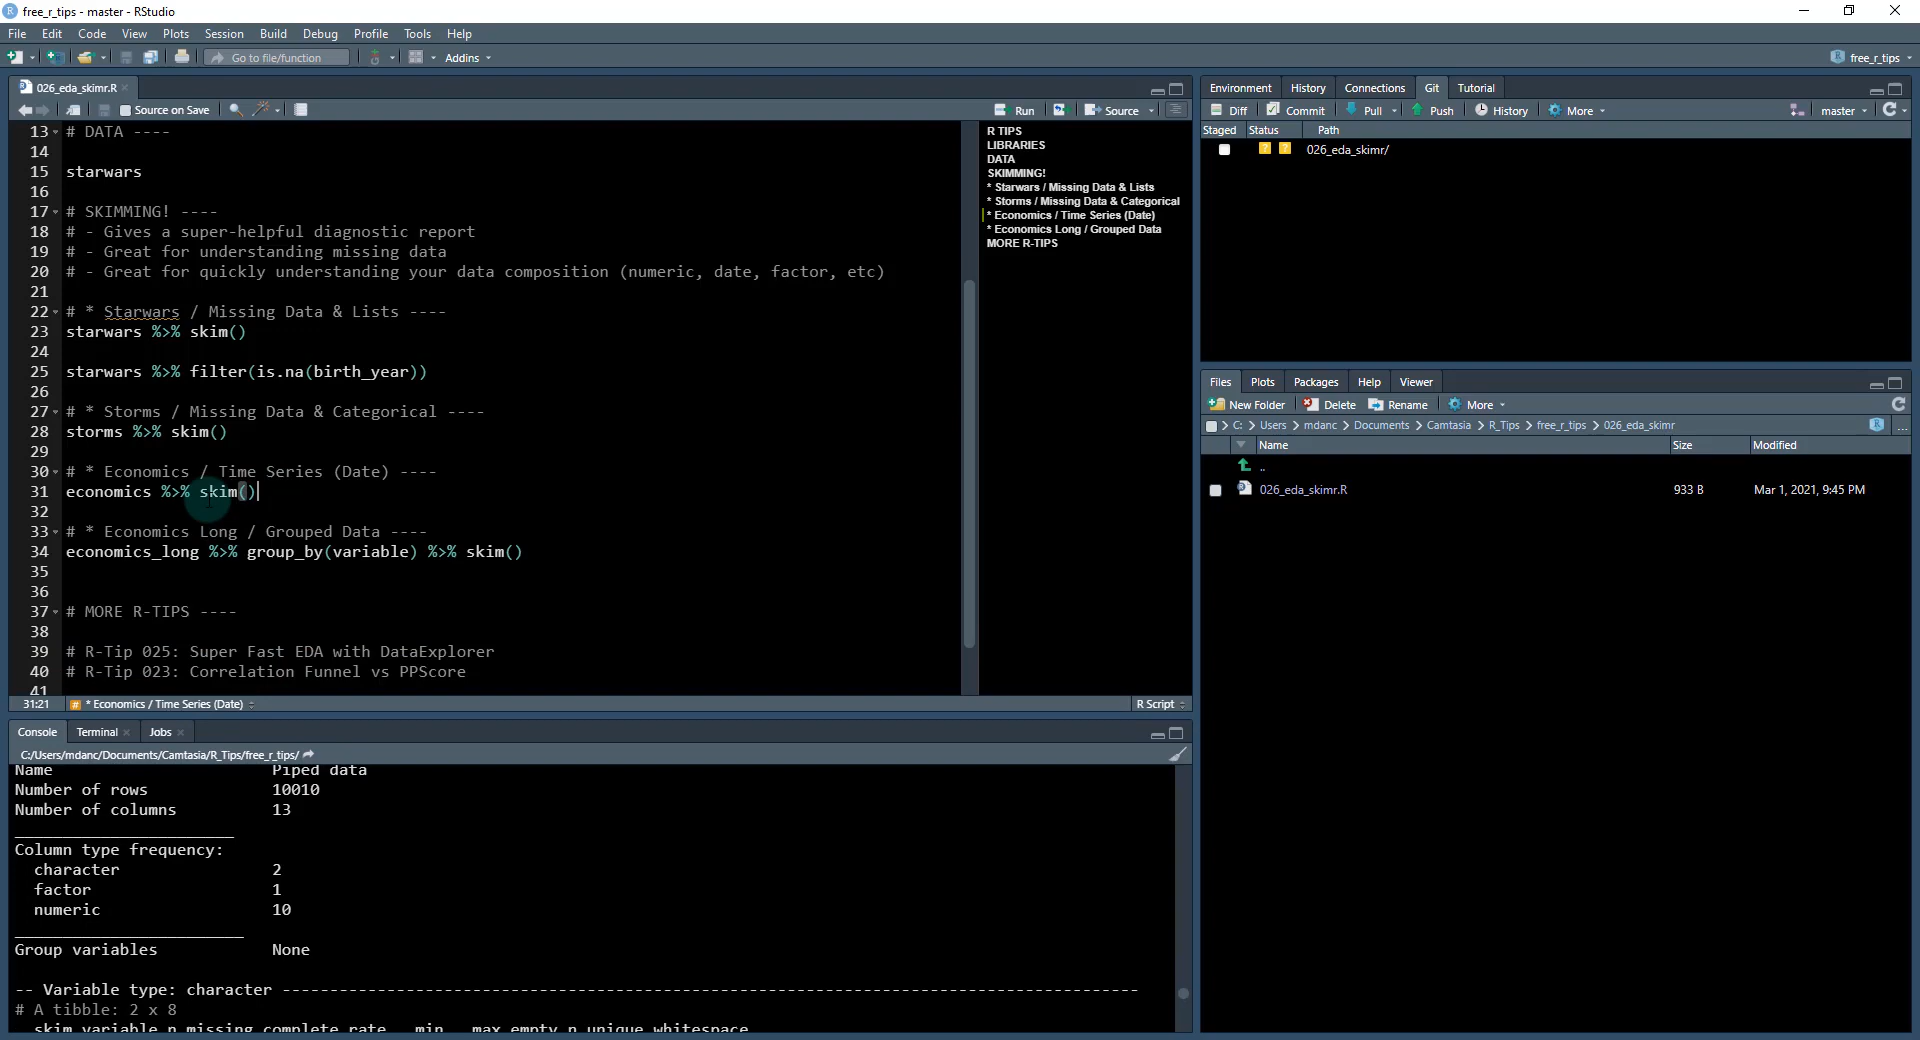 free_r_tips - master - RStudio
File Edit Code View Plots Session Build Debug Profile Tools Help
Go to file/function Addins free_r_tips
026_eda_skimr.R
Source on Save Run Source
13 # DATA ----
14
15 starwars
16
17 # SKIMMING! ----
18 # - Gives a super-helpful diagnostic report
19 # - Great for understanding missing data
20 # - Great for quickly understanding your data composition (numeric, date, factor, etc)
21
22 # * Starwars / Missing Data & Lists ----
23 starwars %>% skim()
24
25 starwars %>% filter(is.na(birth_year))
26
27 # * Storms / Missing Data & Categorical ----
28 storms %>% skim()
29
30 # * Economics / Time Series (Date) ----
31 economics %>% skim()
32
33 # * Economics Long / Grouped Data ----
34 economics_long %>% group_by(variable) %>% skim()
35
36
37 # MORE R-TIPS ----
38
39 # R-Tip 025: Super Fast EDA with DataExplorer
40 # R-Tip 023: Correlation Funnel vs PPScore
41
R TIPS
LIBRARIES
DATA
SKIMMING!
* Starwars / Missing Data & Lists
* Storms / Missing Data & Categorical
* Economics / Time Series (Date)
* Economics Long / Grouped Data
MORE R-TIPS
31:21 # * Economics / Time Series (Date) R Script
Console Terminal Jobs
C:/Users/mdanc/Documents/Camtasia/R_Tips/free_r_tips/
Name Piped data
Number of rows 10010
Number of columns 13
_______________________
Column type frequency:
character 2
factor 1
numeric 10
________________________
Group variables None
-- Variable type: character ------------------------------------------------------------------------------------------
# A tibble: 2 x 8
skim_variable n_missing complete_rate min max empty n_unique whitespace
Environment History Connections Git Tutorial
Diff Commit Pull Push History More master
Staged Status Path
? ? 026_eda_skimr/
Files Plots Packages Help Viewer
New Folder Delete Rename More
C: > Users > mdanc > Documents > Camtasia > R_Tips > free_r_tips > 026_eda_skimr ...
Name Size Modified
..
026_eda_skimr.R 933 B Mar 1, 2021, 9:45 PM